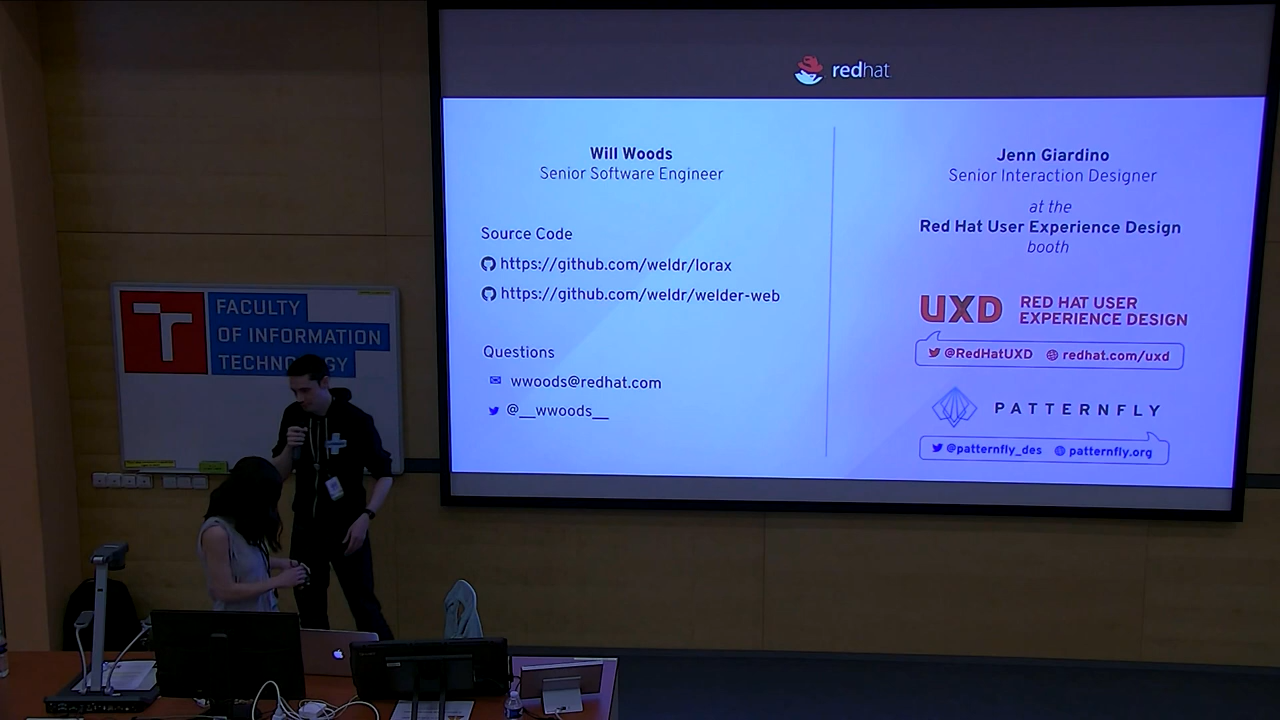 redhat
Will Woods
Senior Software Engineer
Source Code
https://github.com/weldr/lorax
https://github.com/weldr/welder-web
Questions
wwoods@redhat.com
@__wwoods__
Jenn Giardino
Senior Interaction Designer
at the
Red Hat User Experience Design
booth
UXD
RED HAT USER
EXPERIENCE DESIGN
@RedHatUXD redhat.com/uxd
PATTERNFLY
@patternfly_des patternfly.org
FACULTY
OF INFORMATION